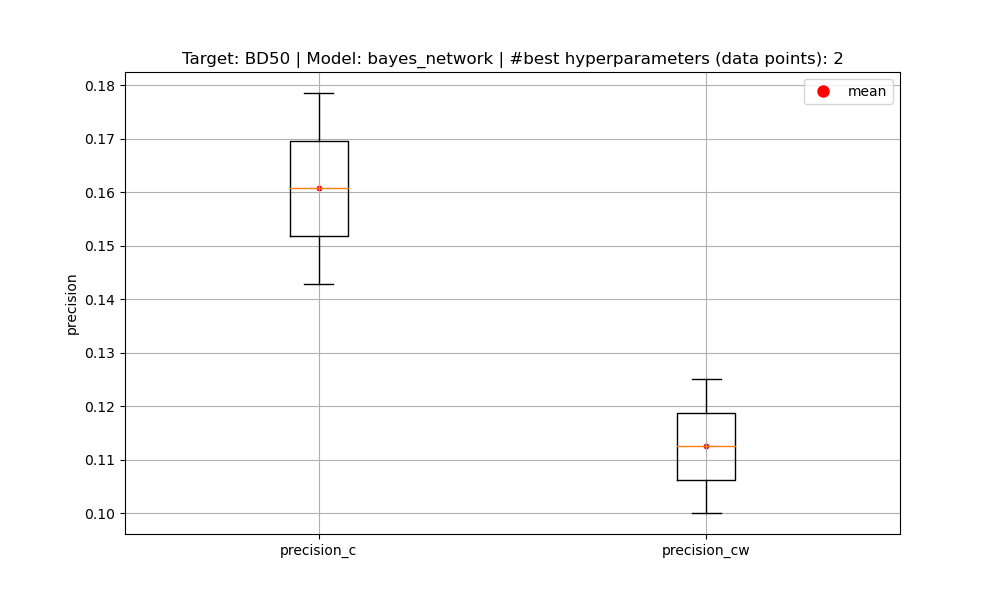 Target: BD50 | Model: bayes_network | #best hyperparameters (data points): 2
mean
0.18
0.17
0.16
0.15
0.14
0.13
0.12
0.11
0.10
precision
precision_c
precision_cw